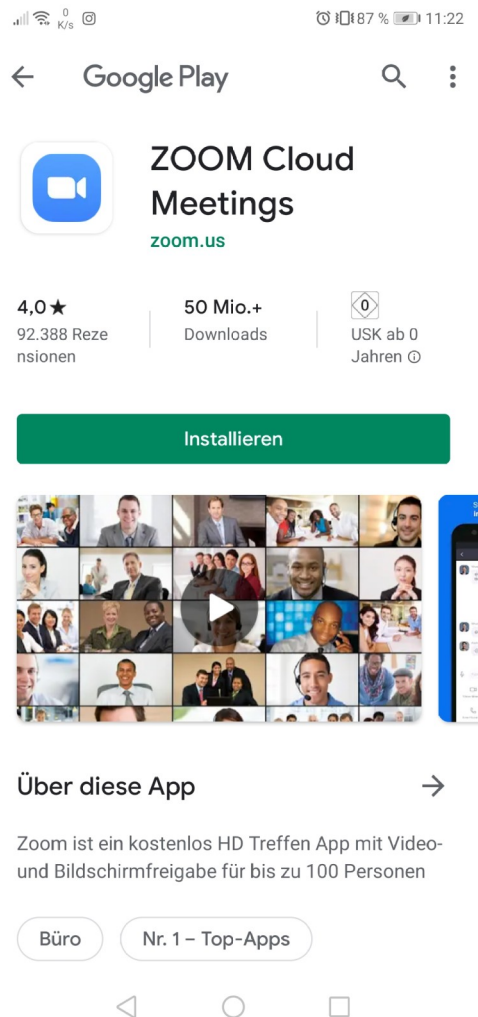 0
K/s
87 %
11:22
Google Play
ZOOM Cloud
Meetings
zoom.us
4,0★
92.388 Reze
nsionen
50 Mio.+
Downloads
0
USK ab 0
Jahren
Installieren
Über diese App
Zoom ist ein kostenlos HD Treffen App mit Video-
und Bildschirmfreigabe für bis zu 100 Personen
Büro
Nr. 1 – Top-Apps